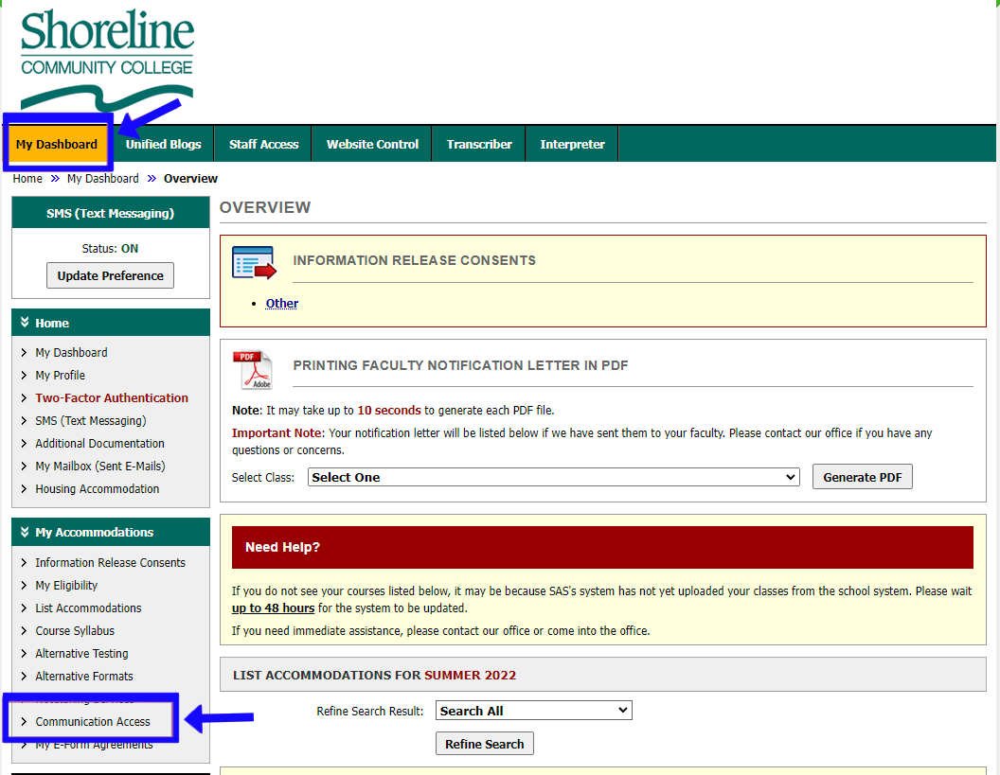 Shoreline
COMMUNITY COLLEGE
My Dashboard
Unified Blogs
Staff Access
Website Control
Transcriber
Interpreter
Home » My Dashboard » Overview
SMS (Text Messaging)
Status: ON
Update Preference
Home
My Dashboard
My Profile
Two-Factor Authentication
SMS (Text Messaging)
Additional Documentation
My Mailbox (Sent E-Mails)
Housing Accommodation
My Accommodations
Information Release Consents
My Eligibility
List Accommodations
Course Syllabus
Alternative Testing
Alternative Formats
Communication Access
My E-Form Agreements
OVERVIEW
INFORMATION RELEASE CONSENTS
• Other
PDF
Adobe
PRINTING FACULTY NOTIFICATION LETTER IN PDF
Note: It may take up to 10 seconds to generate each PDF file.
Important Note: Your notification letter will be listed below if we have sent them to your faculty. Please contact our office if you have any
questions or concerns.
Select Class: Select One
Generate PDF
Need Help?
If you do not see your courses listed below, it may be because SAS's system has not yet uploaded your classes from the school system. Please wait
up to 48 hours for the system to be updated.
If you need immediate assistance, please contact our office or come into the office.
LIST ACCOMMODATIONS FOR SUMMER 2022
Refine Search Result: Search All
Refine Search